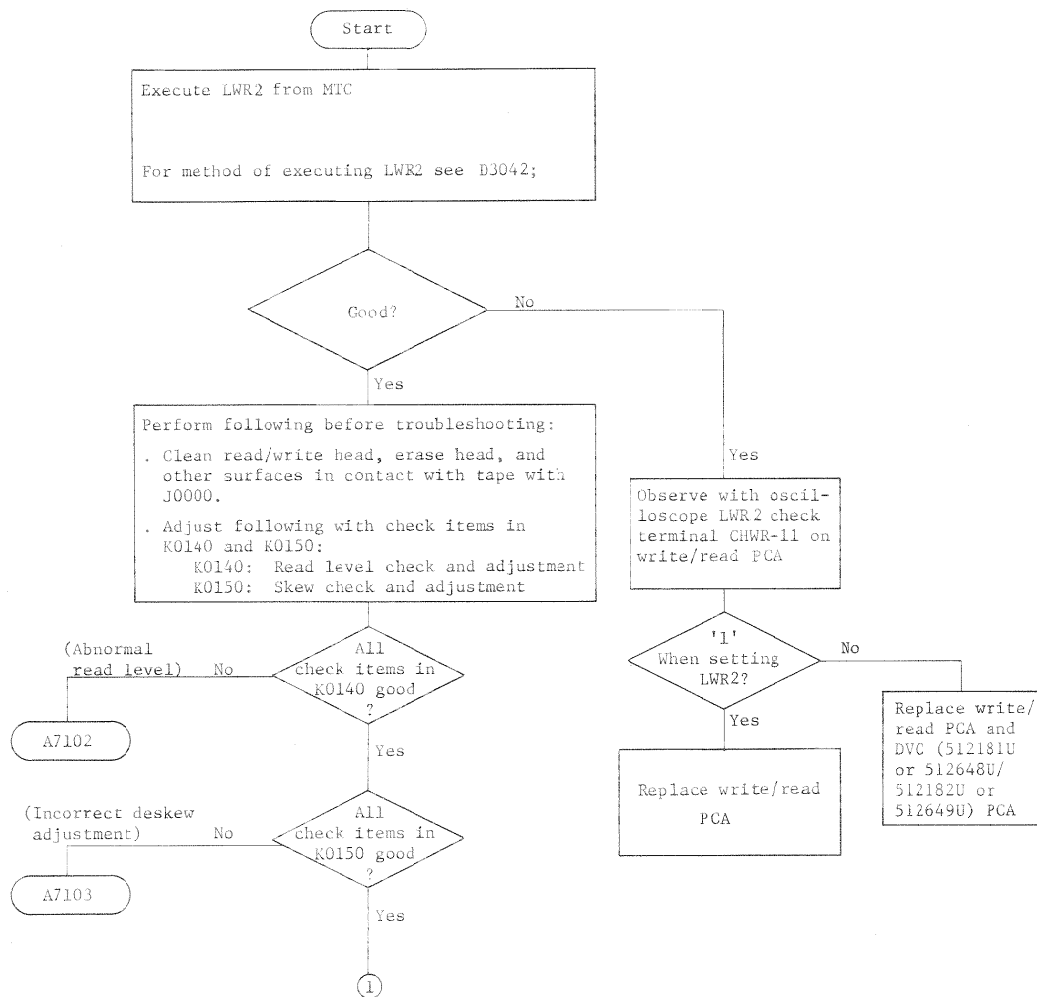 Start
Execute LWR2 from MTC
For method of executing LWR2 see D3042;
Good?
No
Yes
Perform following before troubleshooting:
. Clean read/write head, erase head, and
other surfaces in contact with tape with
J0000.
. Adjust following with check items in
K0140 and K0150:
K0140: Read level check and adjustment
K0150: Skew check and adjustment
Yes
Observe with oscil-
loscope LWR2 check
terminal CHWR-11 on
write/read PCA
(Abnormal
read level)
No
All
check items in
K0140 good
?
A7102
Yes
'1'
When setting
LWR2?
No
Yes
Replace write/
read PCA and
DVC (512181U
or 512648U/
512182U or
512649U) PCA
Replace write/read
PCA
(Incorrect deskew
adjustment)
No
All
check items in
K0150 good
?
A7103
Yes
1